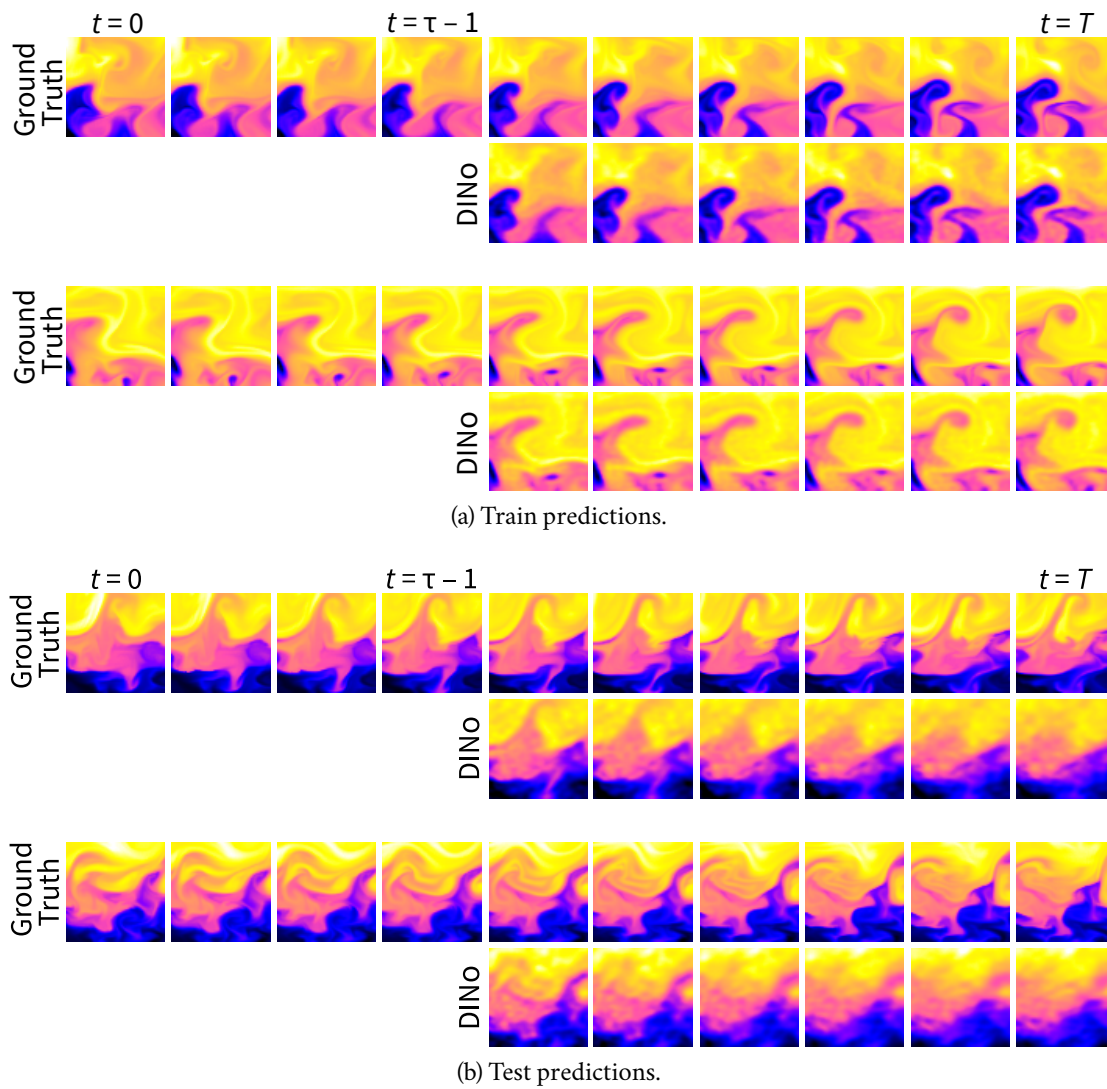 t = 0
t = τ – 1
t = T
Ground
Truth
DINo
Ground
Truth
DINo
(a) Train predictions.
t = 0
t = τ – 1
t = T
Ground
Truth
DINo
Ground
Truth
DINo
(b) Test predictions.